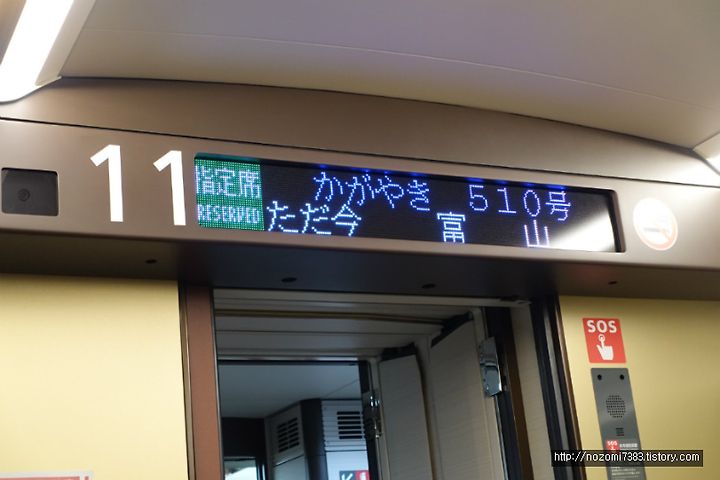 11
指定席 かがやき 510号
RESERVED ただ今 富 山
SOS
SOS
http://nozomi7383.tistory.com